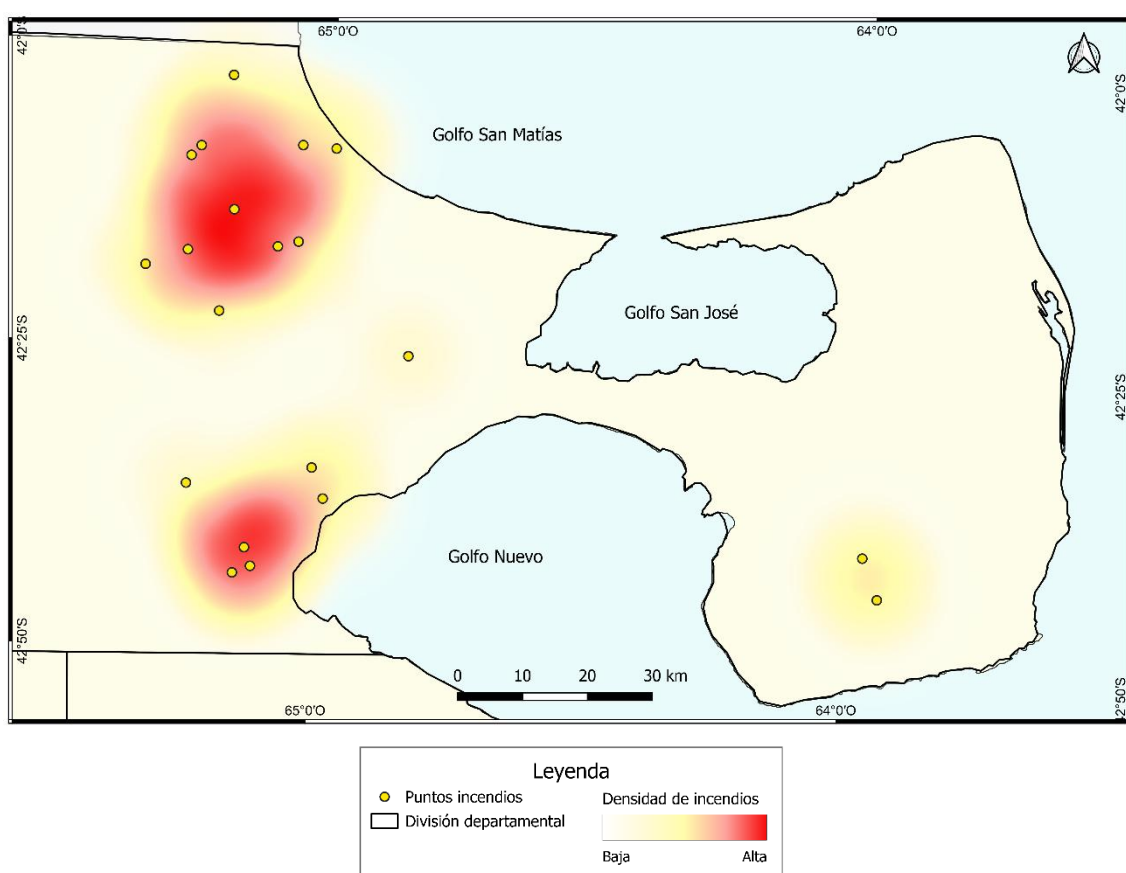 65°0'O
64°0'O
42°0'S
42°0'S
Golfo San Matías
Golfo San José
42°25'S
42°25'S
Golfo Nuevo
42°50'S
42°50'S
0 10 20 30 km
65°0'O
64°0'O
Leyenda
Puntos incendios
División departamental
Densidad de incendios
Baja
Alta